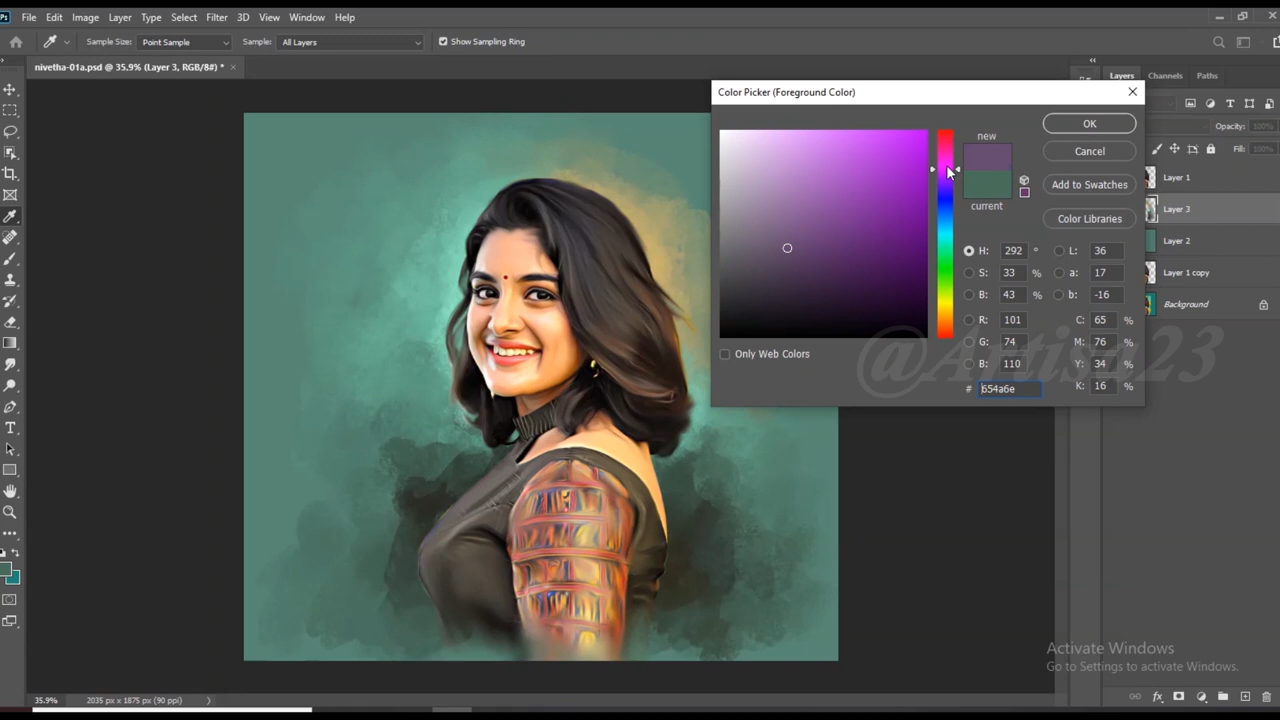 Ps File Edit Image Layer Type Select Filter 3D View Window Help
Sample Size: Point Sample Sample: All Layers Show Sampling Ring
nivetha-01a.psd @ 35.9% (Layer 3, RGB/8#) * ×
Layers Channels Paths
Color Picker (Foreground Color)
new
current
OK
Cancel
Add to Swatches
Color Libraries
H: 292 ° L: 36
S: 33 % a: 17
B: 43 % b: -16
R: 101 C: 65 %
G: 74 M: 76 %
B: 110 Y: 34 %
# 654a6e K: 16 %
Only Web Colors
Opacity: 100%
Fill: 100%
Layer 1
Layer 3
Layer 2
Layer 1 copy
Background
@Artisa23
Activate Windows
Go to Settings to activate Windows.
35.9% 2035 px x 1875 px (90 ppi)